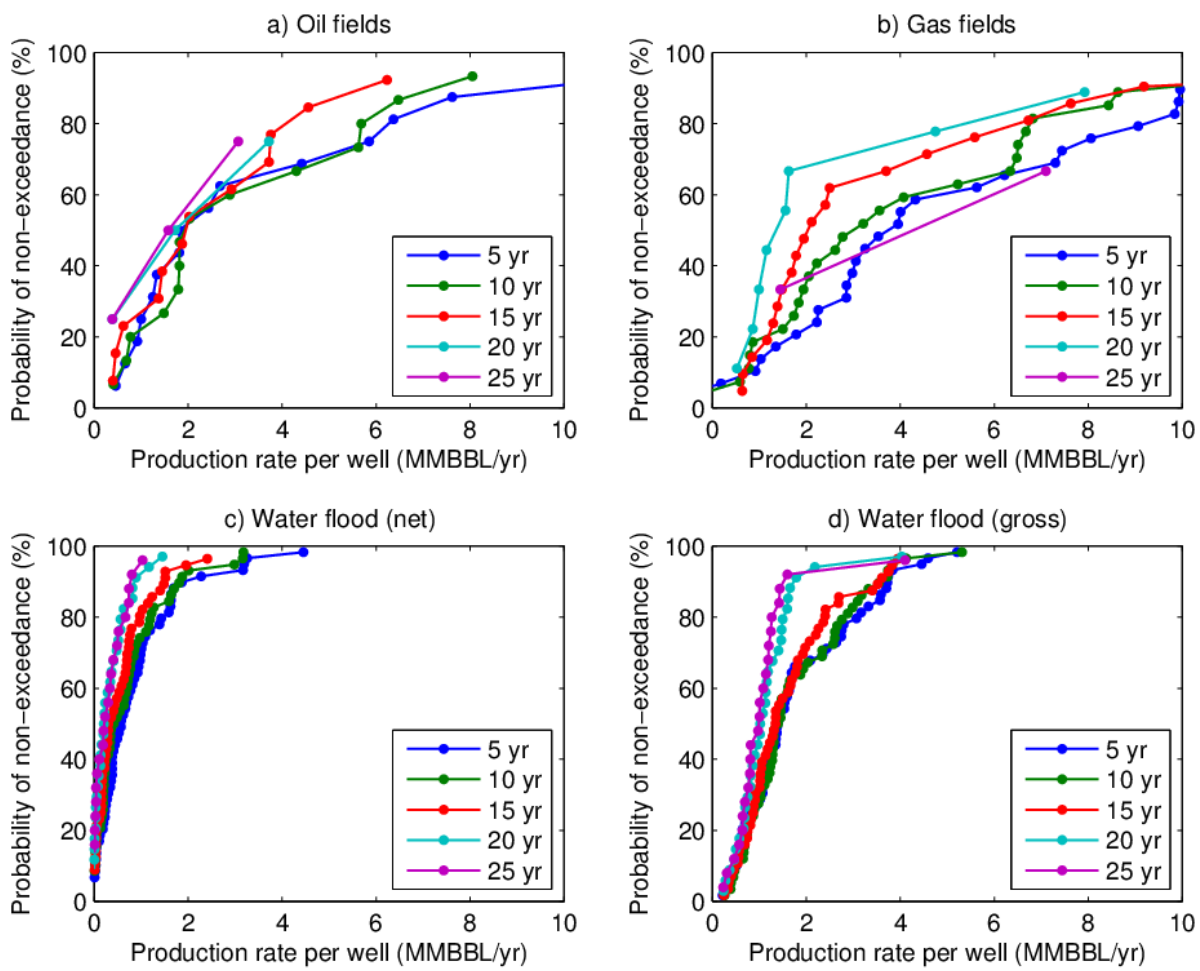 a) Oil fields
Probability of non−exceedance (%)
100
80
60
40
20
0
0 2 4 6 8 10
Production rate per well (MMBBL/yr)
5 yr
10 yr
15 yr
20 yr
25 yr
b) Gas fields
Probability of non−exceedance (%)
100
80
60
40
20
0
0 2 4 6 8 10
Production rate per well (MMBBL/yr)
5 yr
10 yr
15 yr
20 yr
25 yr
c) Water flood (net)
Probability of non−exceedance (%)
100
80
60
40
20
0
0 2 4 6 8 10
Production rate per well (MMBBL/yr)
5 yr
10 yr
15 yr
20 yr
25 yr
d) Water flood (gross)
Probability of non−exceedance (%)
100
80
60
40
20
0
0 2 4 6 8 10
Production rate per well (MMBBL/yr)
5 yr
10 yr
15 yr
20 yr
25 yr